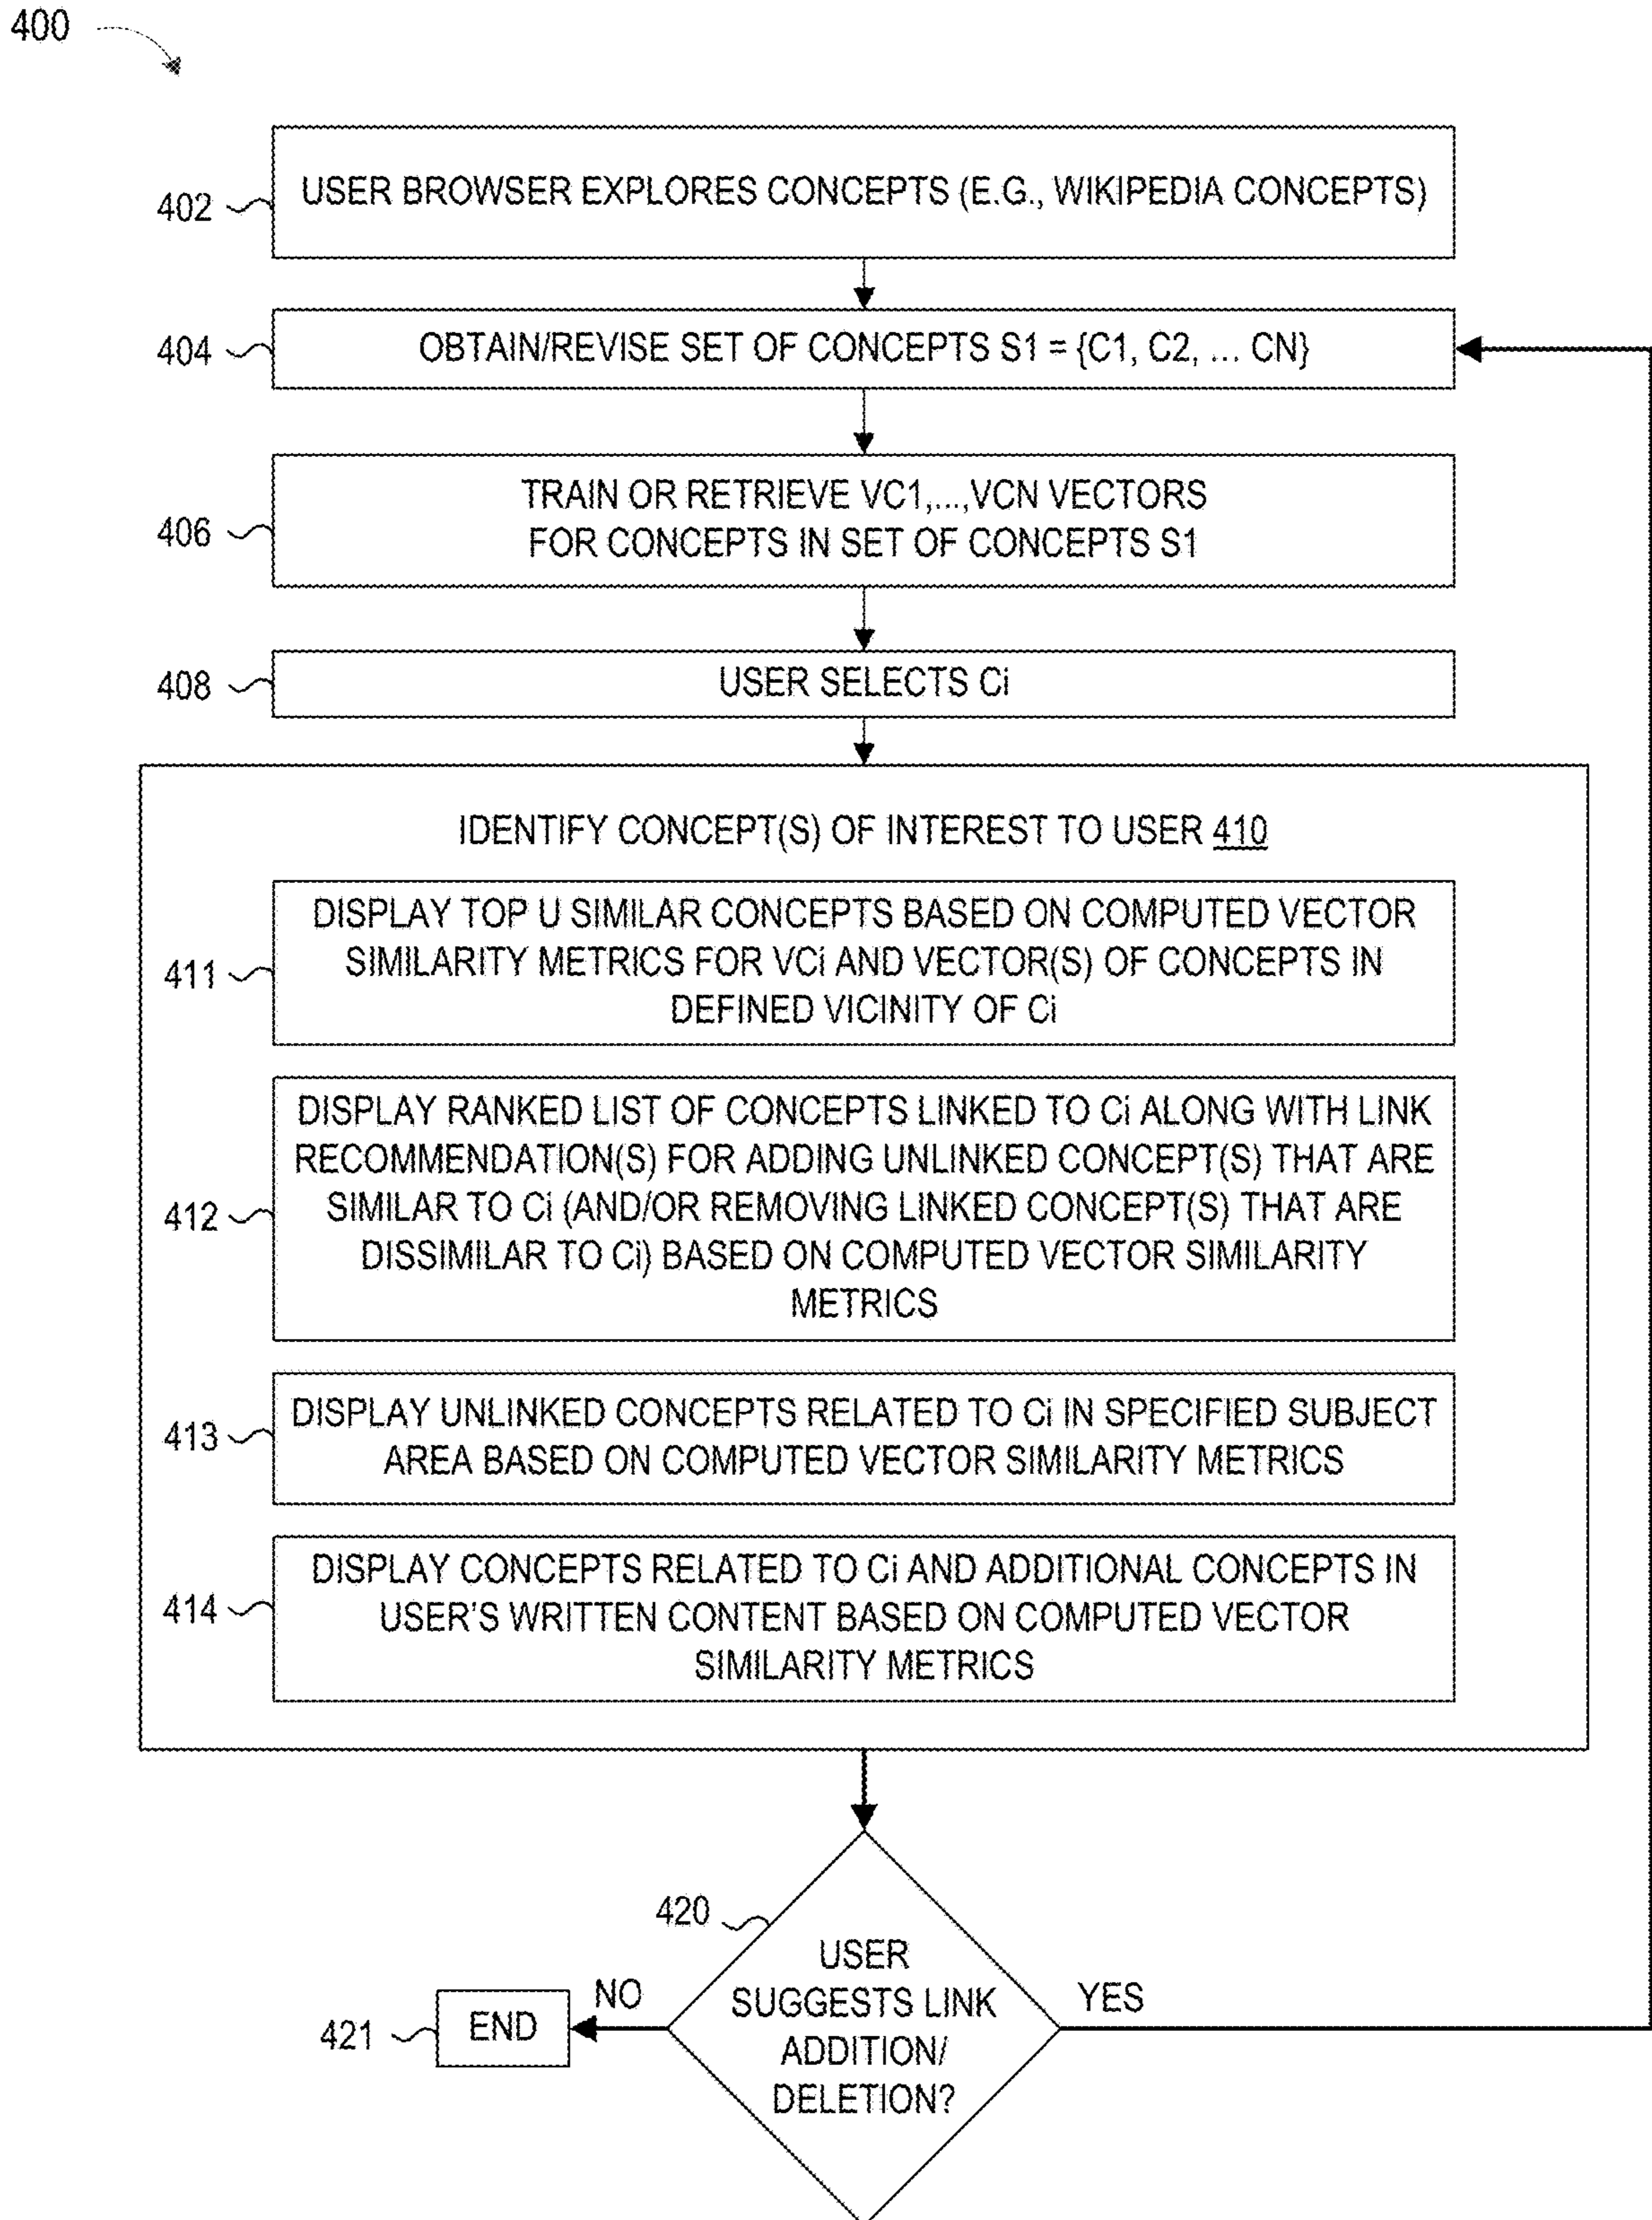 400
402
USER BROWSER EXPLORES CONCEPTS (E.G., WIKIPEDIA CONCEPTS)
404
OBTAIN/REVISE SET OF CONCEPTS S1 = {C1, C2, ... CN}
406
TRAIN OR RETRIEVE VC1,...,VCN VECTORS
FOR CONCEPTS IN SET OF CONCEPTS S1
408
USER SELECTS Ci
IDENTIFY CONCEPT(S) OF INTEREST TO USER 410
411
DISPLAY TOP U SIMILAR CONCEPTS BASED ON COMPUTED VECTOR
SIMILARITY METRICS FOR VCi AND VECTOR(S) OF CONCEPTS IN
DEFINED VICINITY OF Ci
412
DISPLAY RANKED LIST OF CONCEPTS LINKED TO Ci ALONG WITH LINK
RECOMMENDATION(S) FOR ADDING UNLINKED CONCEPT(S) THAT ARE
SIMILAR TO Ci (AND/OR REMOVING LINKED CONCEPT(S) THAT ARE
DISSIMILAR TO Ci) BASED ON COMPUTED VECTOR SIMILARITY
METRICS
413
DISPLAY UNLINKED CONCEPTS RELATED TO Ci IN SPECIFIED SUBJECT
AREA BASED ON COMPUTED VECTOR SIMILARITY METRICS
414
DISPLAY CONCEPTS RELATED TO Ci AND ADDITIONAL CONCEPTS IN
USER'S WRITTEN CONTENT BASED ON COMPUTED VECTOR
SIMILARITY METRICS
420
USER
SUGGESTS LINK
ADDITION/
DELETION?
NO
YES
421
END